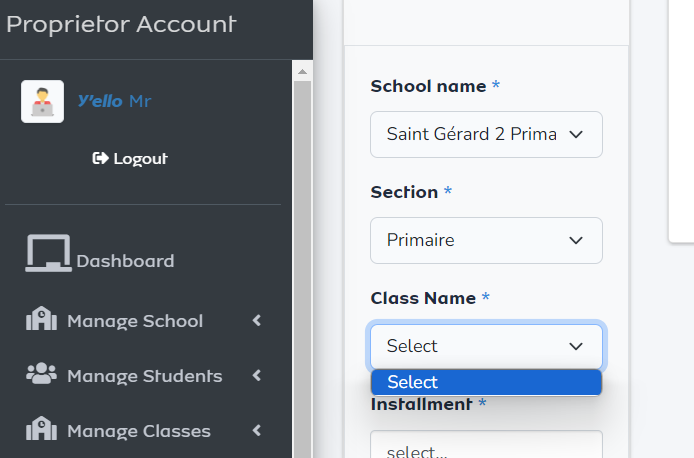 Proprietor Account
Y'ello Mr
Logout
Dashboard
Manage School
Manage Students
Manage Classes
School name *
Saint Gérard 2 Prima
Section *
Primaire
Class Name *
Select
Select
Installment *
select...